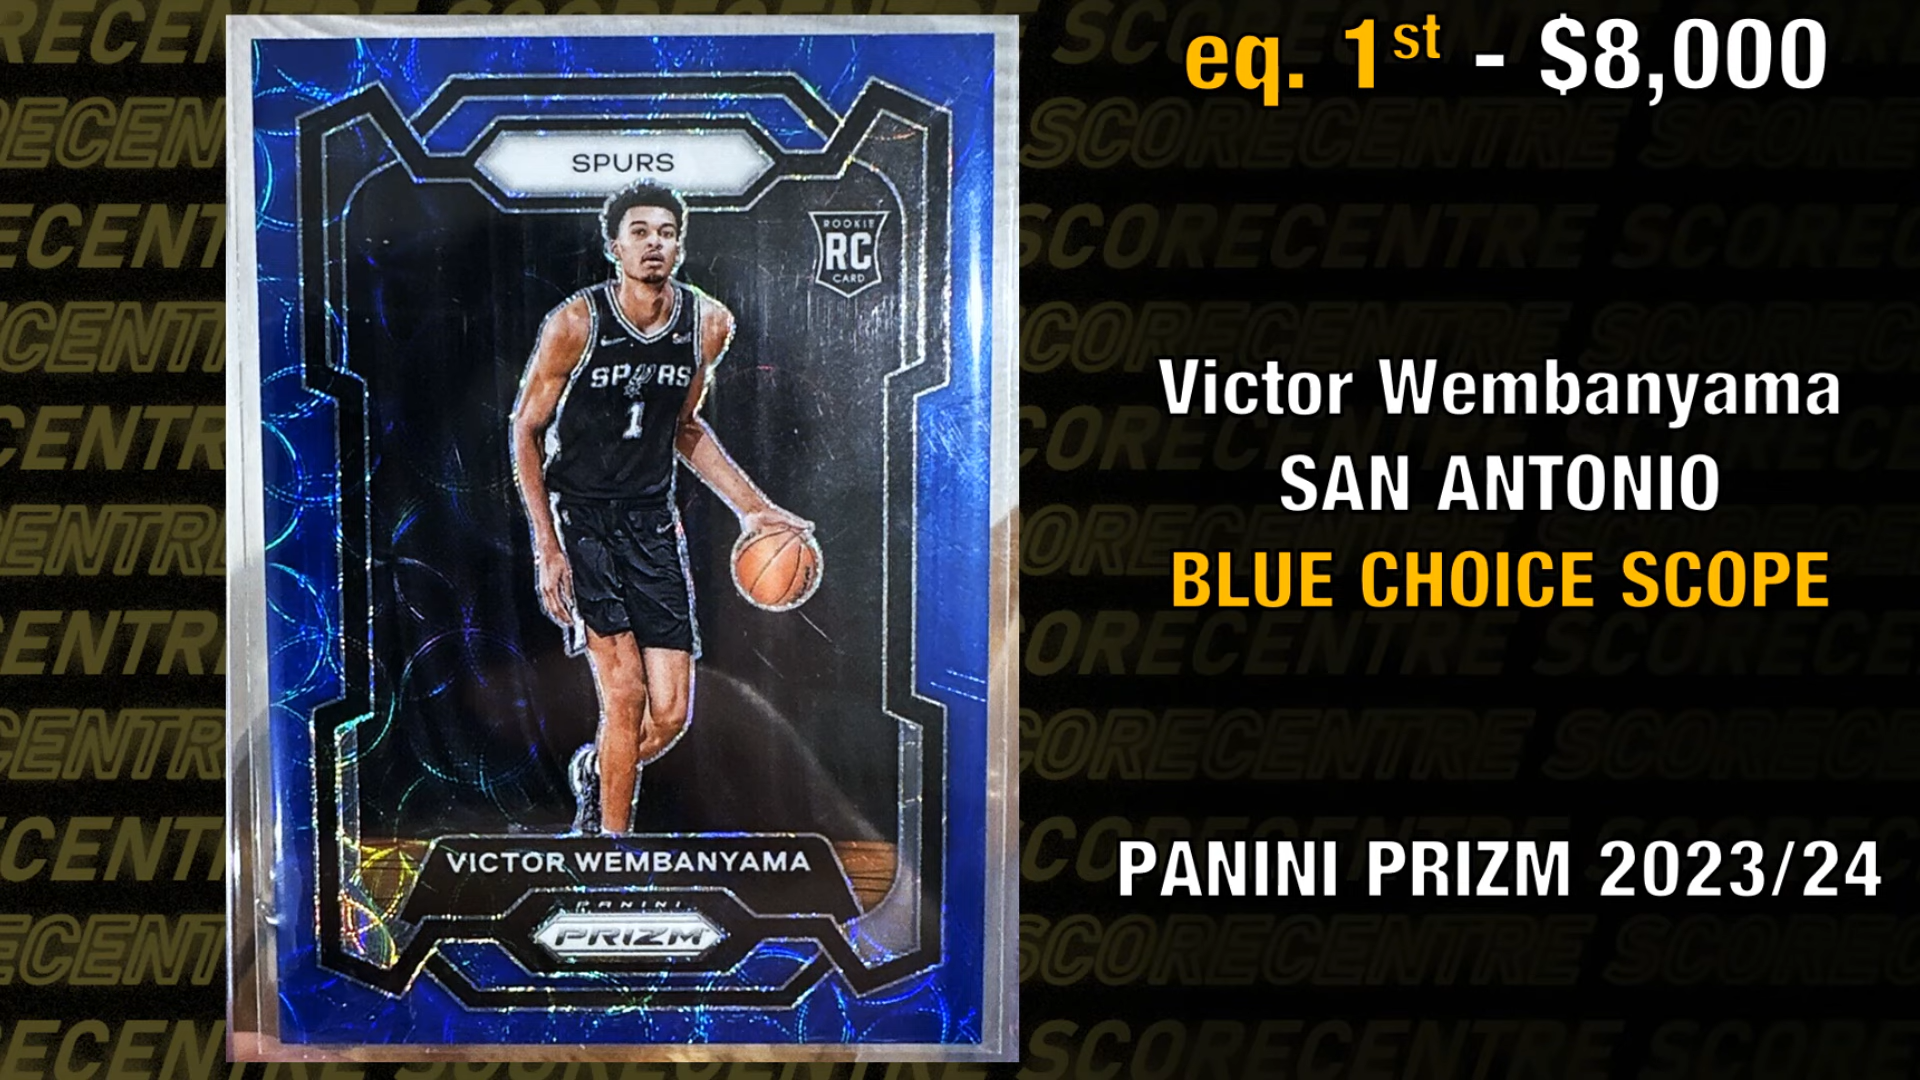 eq. 1st - $8,000
SPURS
ROOKIE
RC
CARD
SPURS
1
Victor Wembanyama
SAN ANTONIO
BLUE CHOICE SCOPE
VICTOR WEMBANYAMA
PANINI
PRIZM
PANINI PRIZM 2023/24
SCORECENTRE